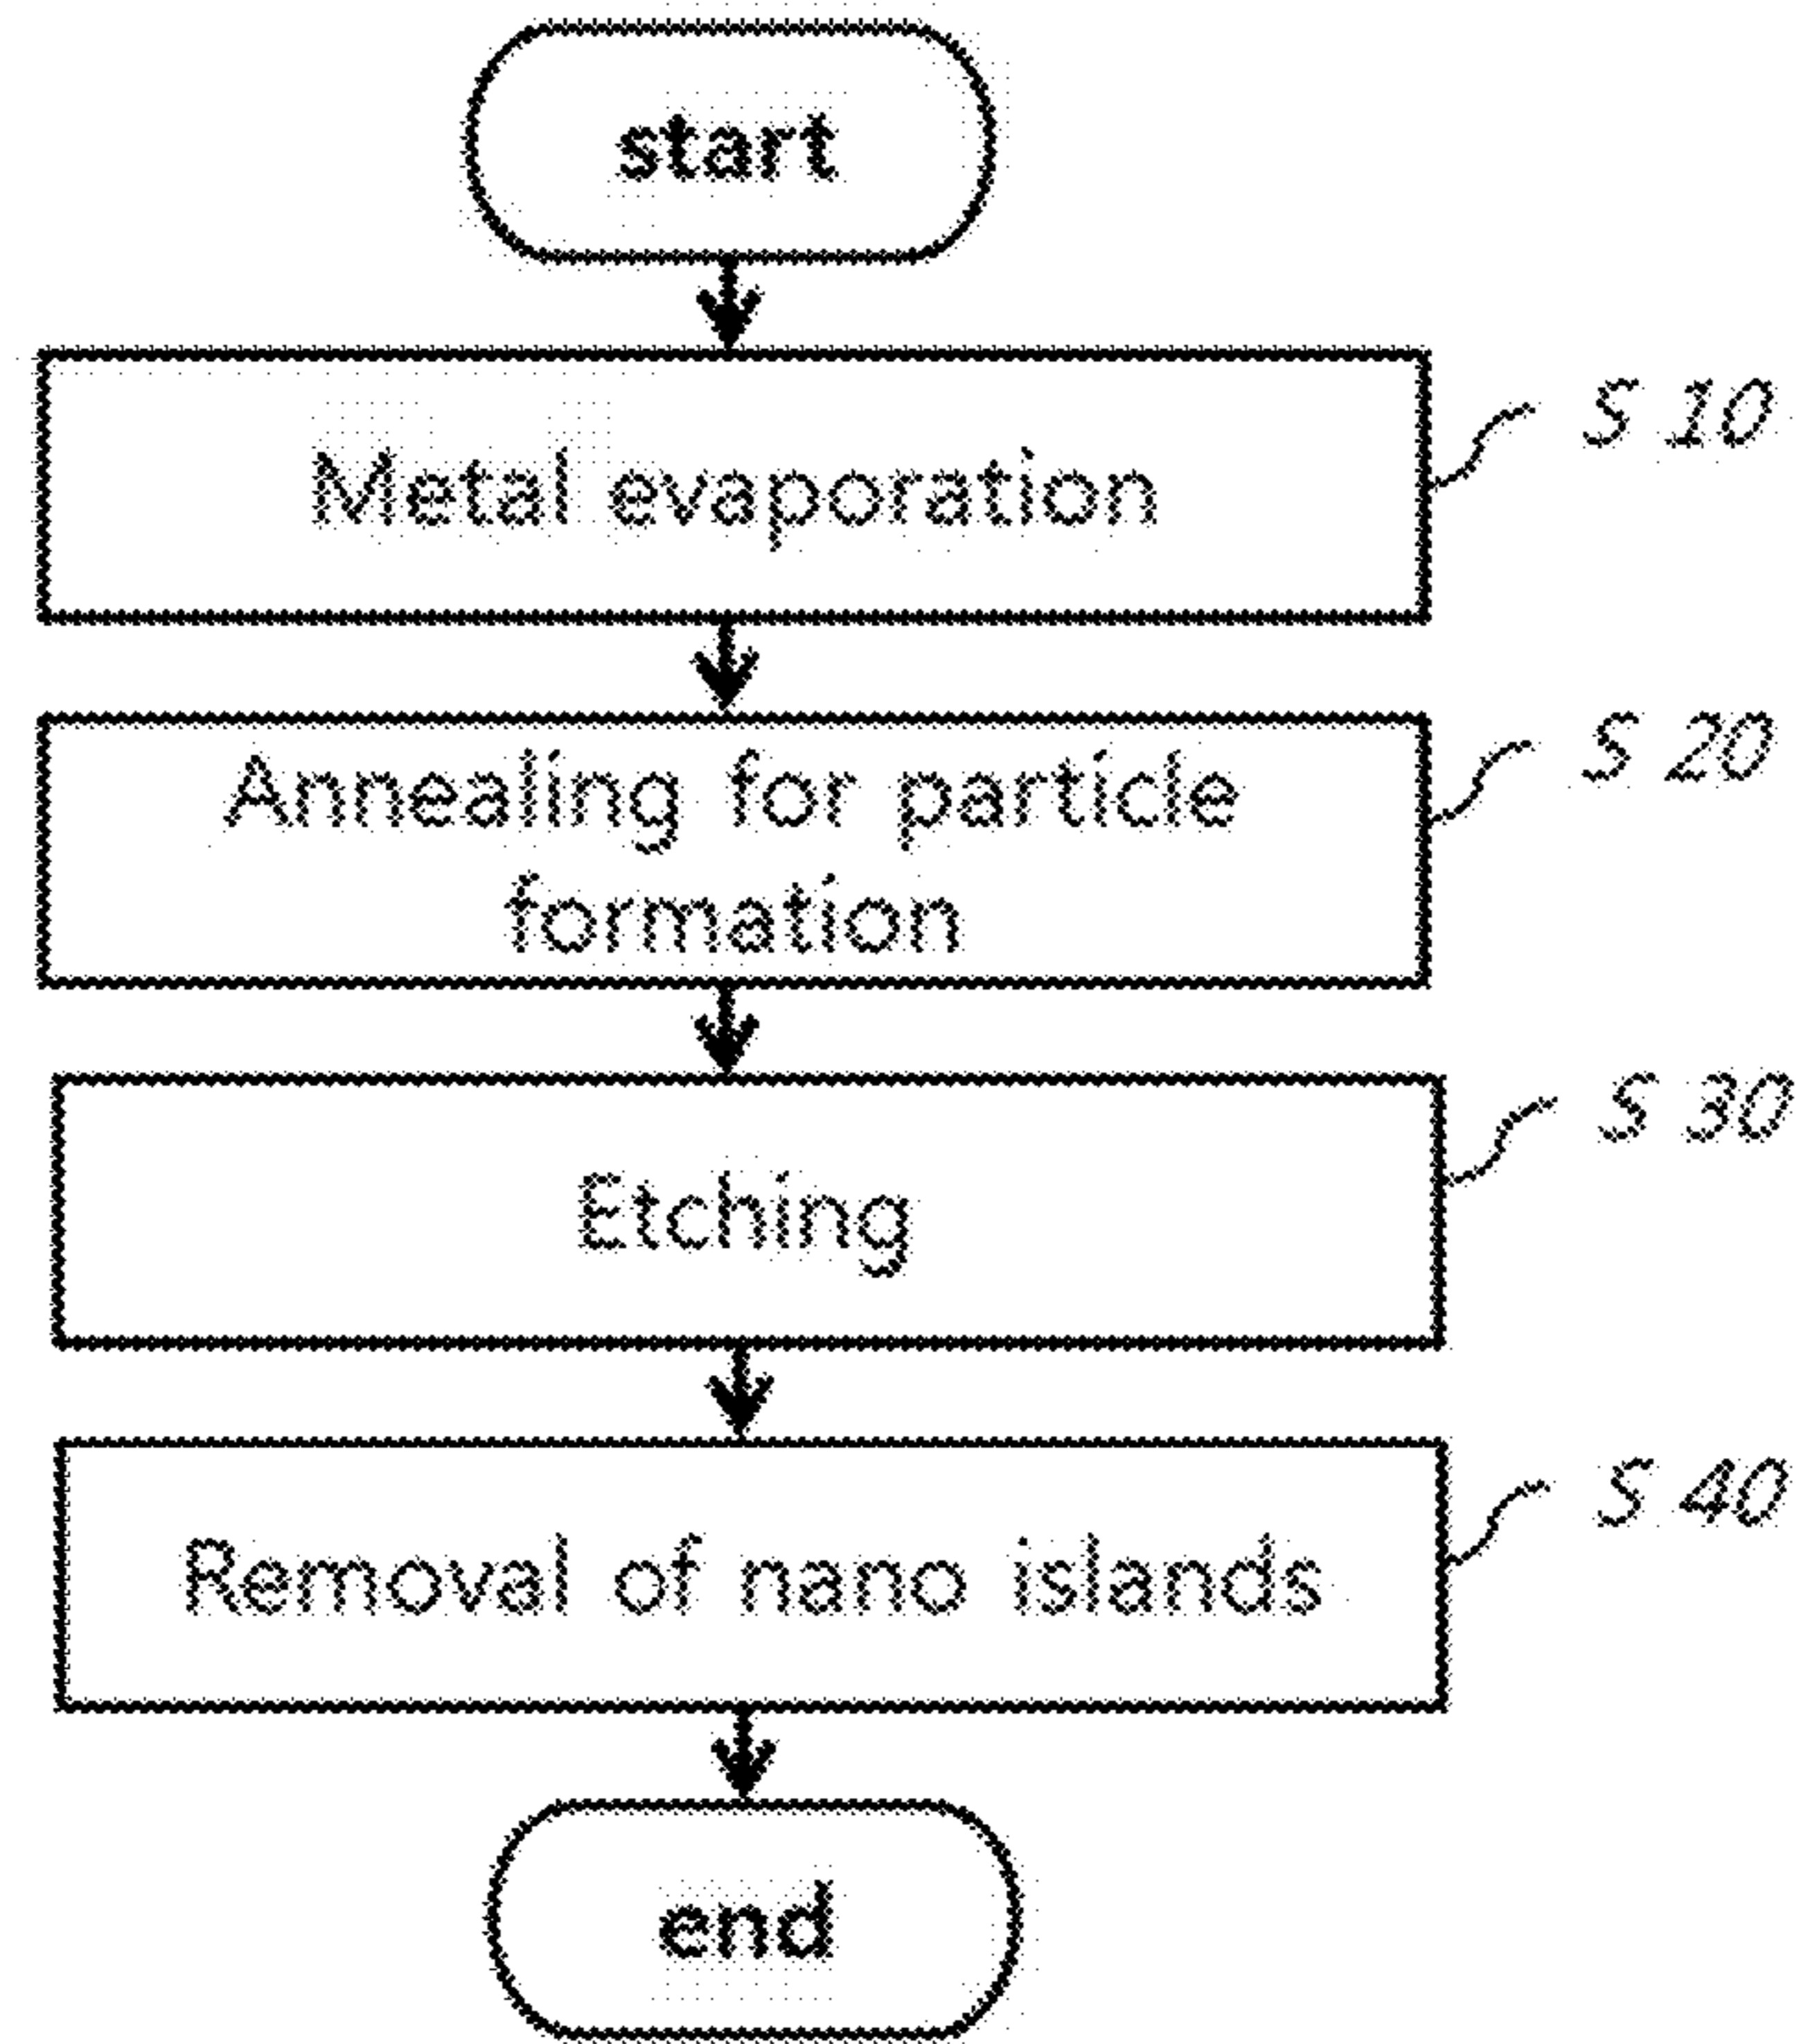 start
Metal evaporation
S 10
Annealing for particle
formation
S 20
Etching
S 30
Removal of nano islands
S 40
end